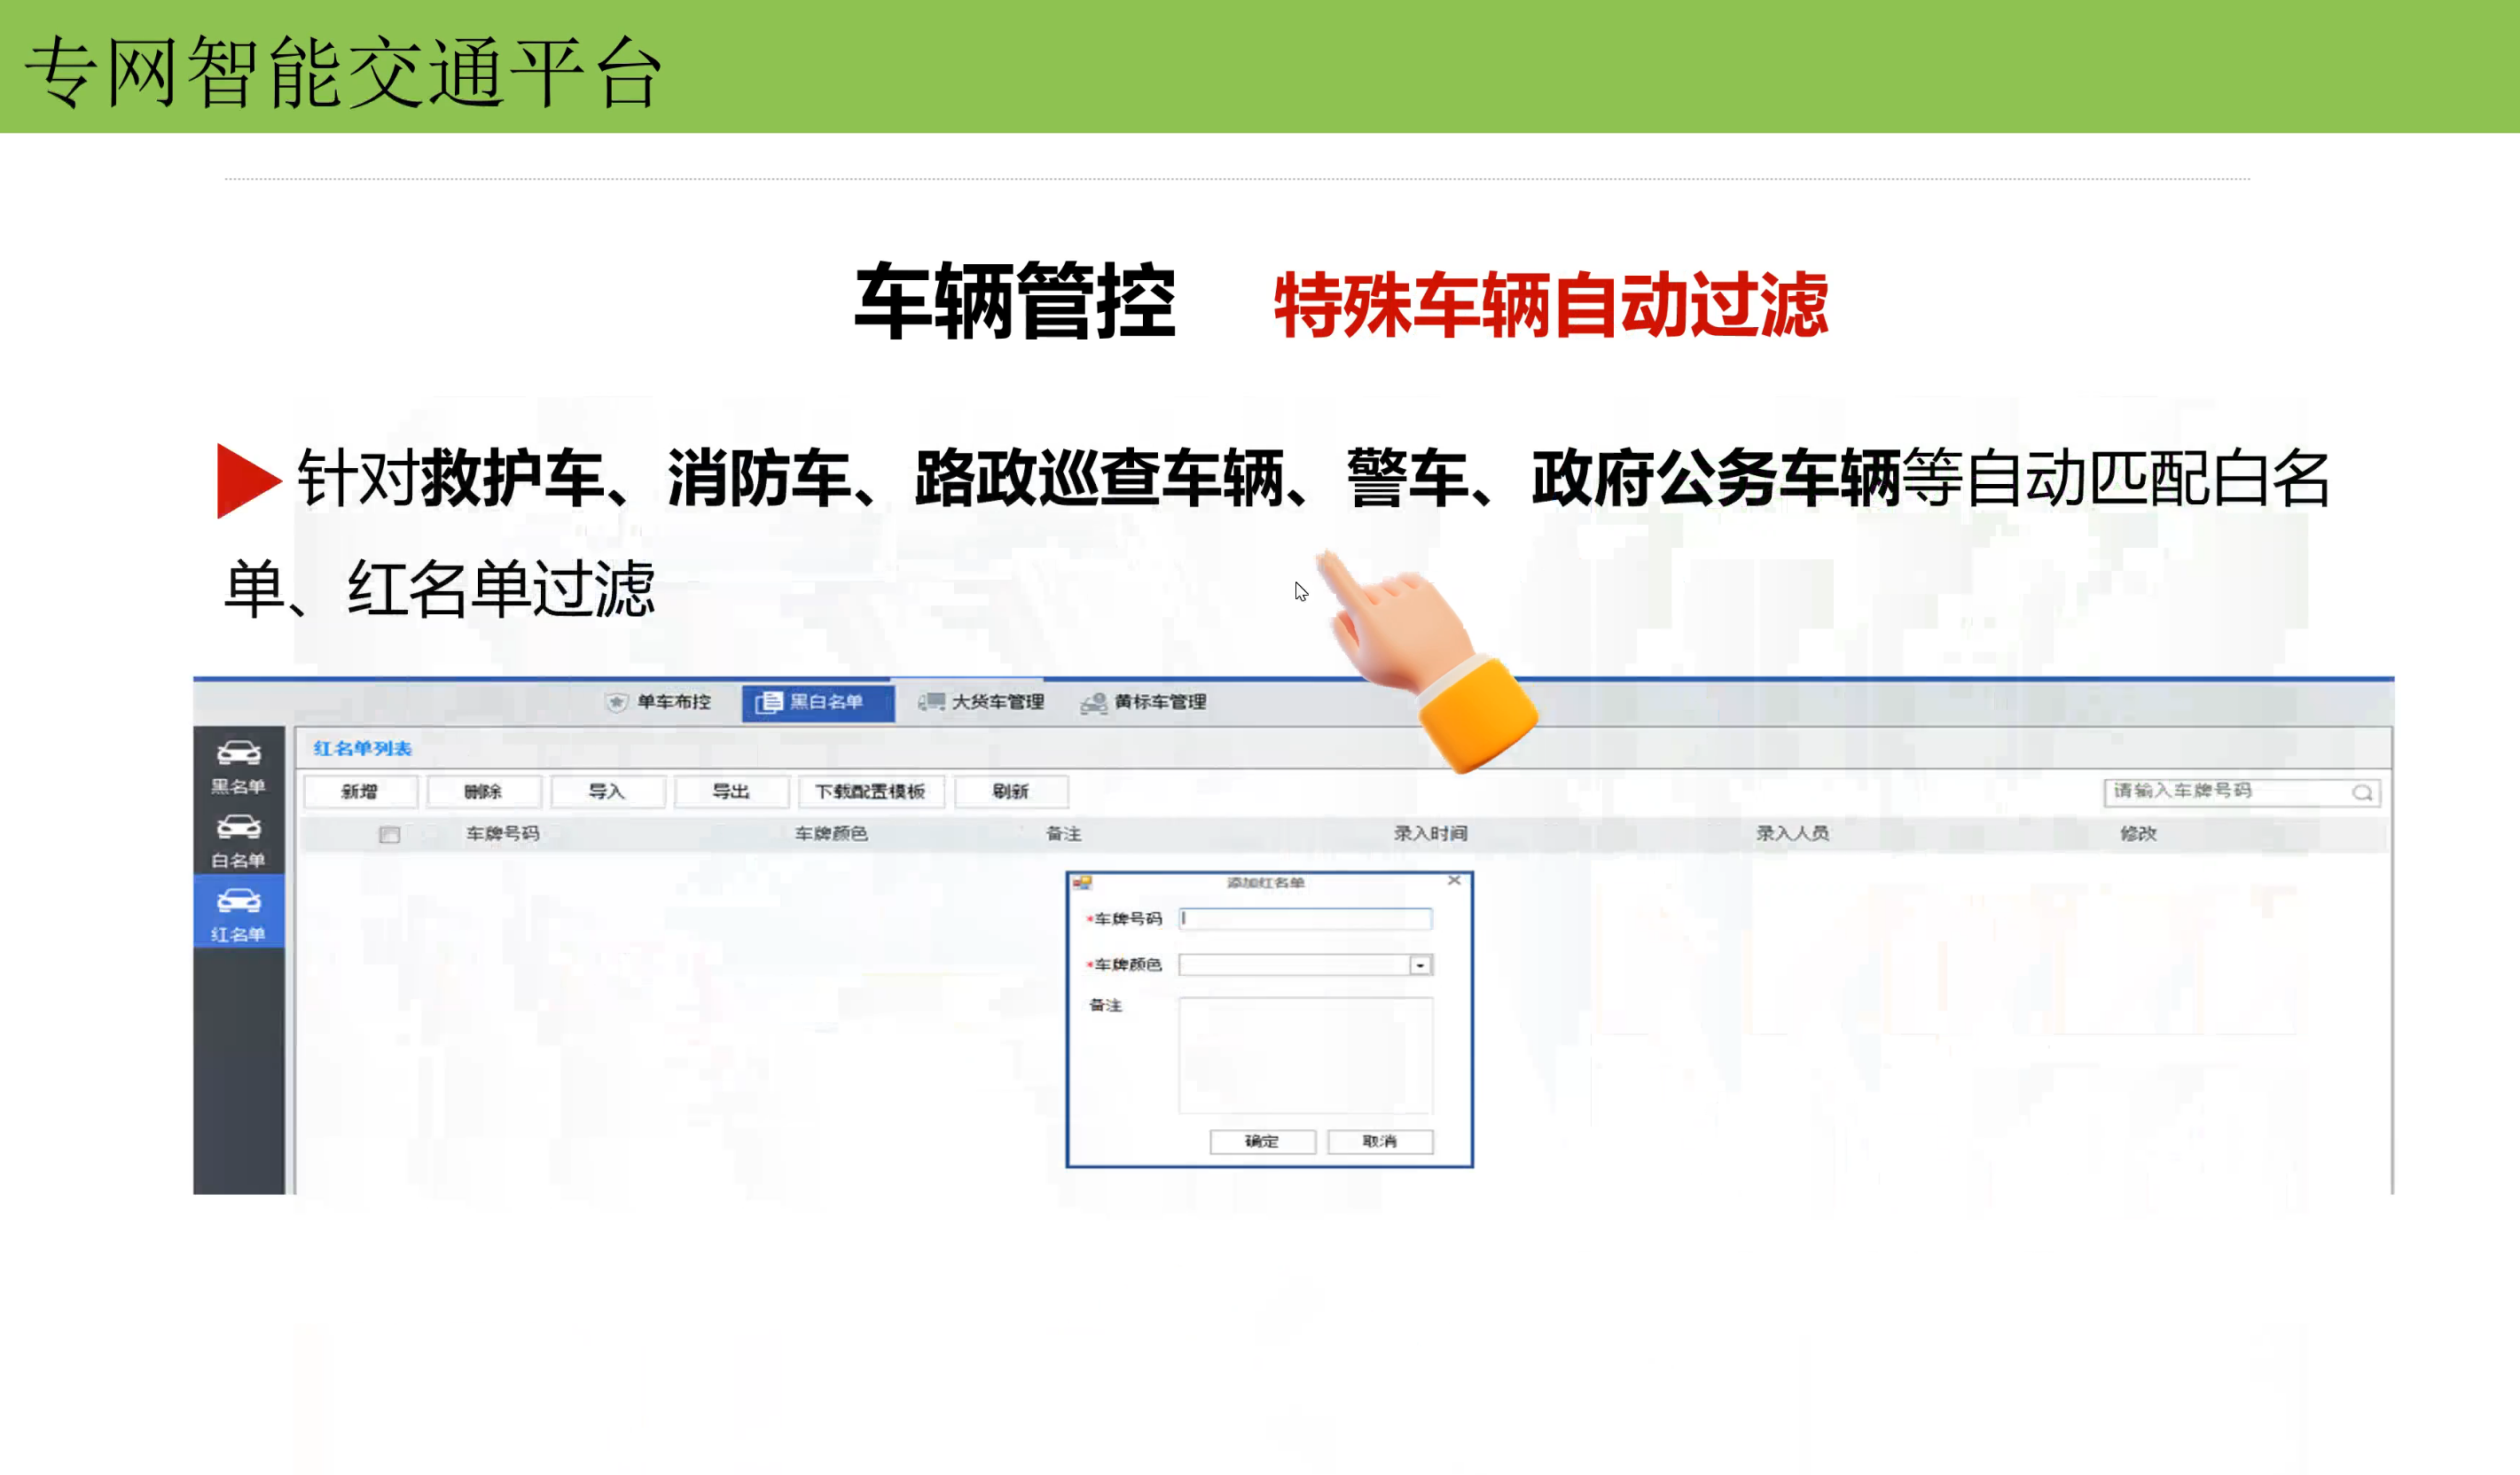 专网智能交通平台
车辆管控 特殊车辆自动过滤
针对救护车、消防车、路政巡查车辆、警车、政府公务车辆等自动匹配白名
单、红名单过滤
单车布控 黑白名单 大货车管理 黄标车管理
红名单列表
黑名单
新增 删除 导入 导出 下载配置模板 刷新 请输入车牌号码
车牌号码 车牌颜色 备注 录入时间 录入人员 修改
白名单
红名单
添加红名单
*车牌号码
*车牌颜色
备注
确定 取消